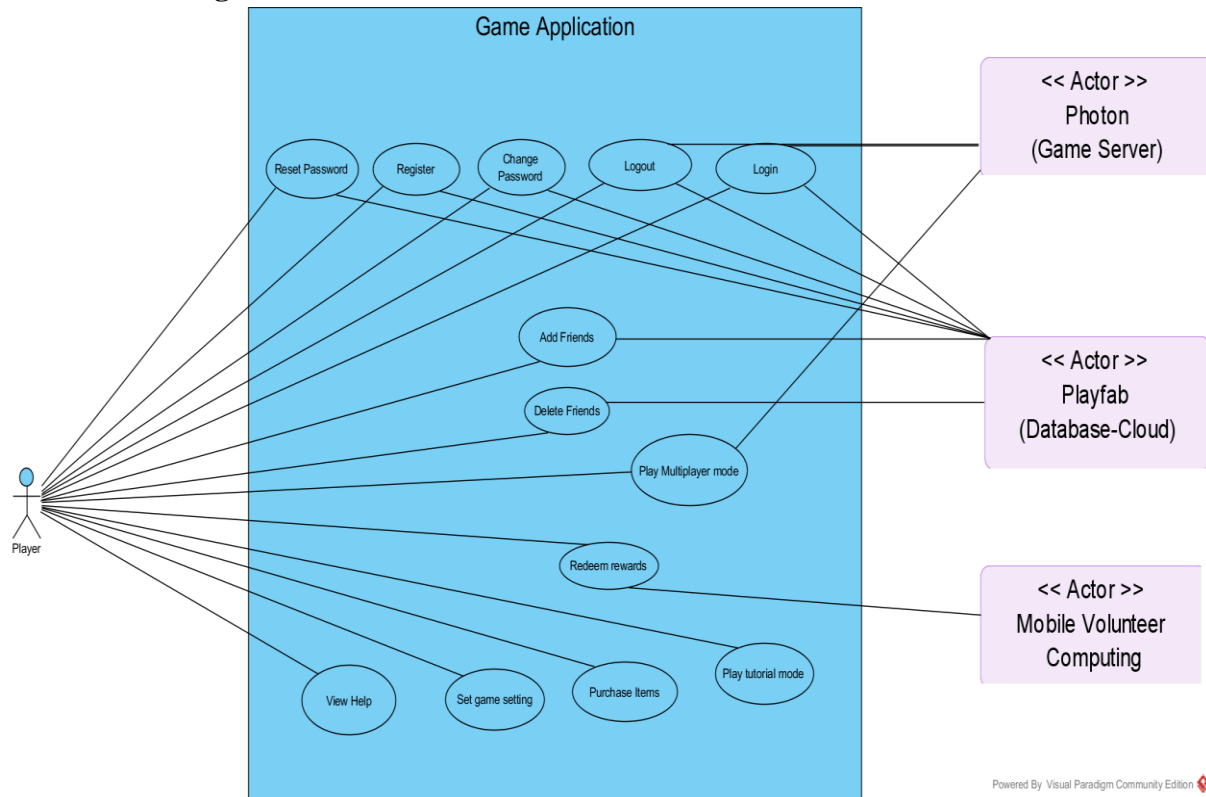 Game Application
<< Actor >>
Photon
(Game Server)
Reset Password
Register
Change
Password
Logout
Login
Add Friends
<< Actor >>
Playfab
(Database-Cloud)
Delete Friends
Play Multiplayer mode
Player
Redeem rewards
<< Actor >>
Mobile Volunteer
Computing
Play tutorial mode
View Help
Set game setting
Purchase Items
Powered By Visual Paradigm Community Edition